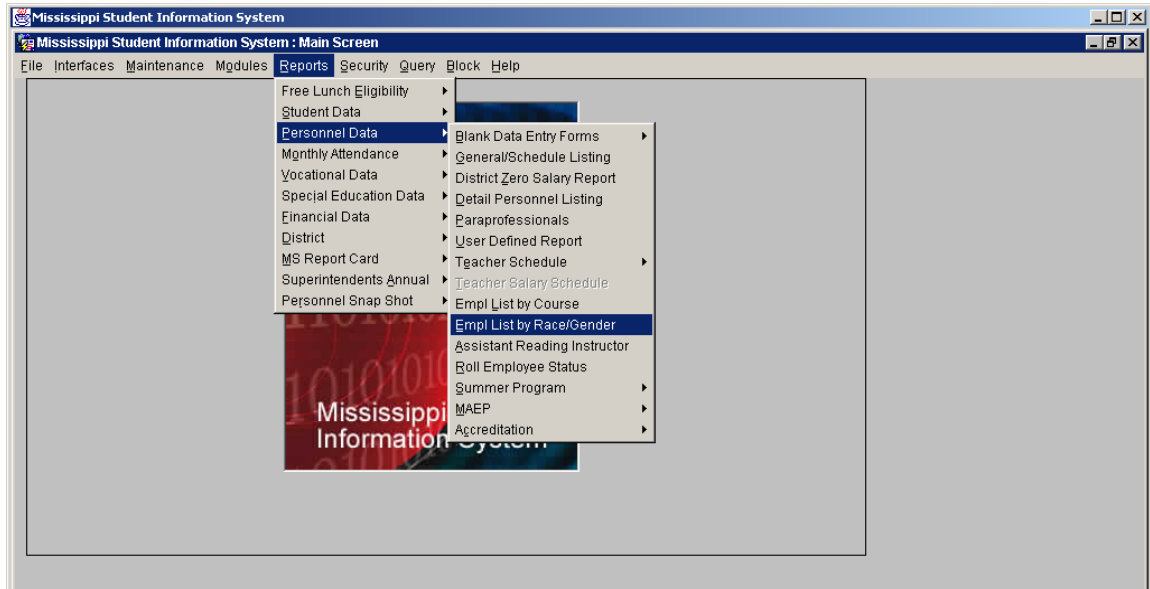 Mississippi Student Information System
Mississippi Student Information System : Main Screen
File Interfaces Maintenance Modules Reports Security Query Block Help
Free Lunch Eligibility
Student Data
Personnel Data
Monthly Attendance
Vocational Data
Special Education Data
Financial Data
District
MS Report Card
Superintendents Annual
Personnel Snap Shot
Blank Data Entry Forms
General/Schedule Listing
District Zero Salary Report
Detail Personnel Listing
Paraprofessionals
User Defined Report
Teacher Schedule
Teacher Salary Schedule
Empl List by Course
Empl List by Race/Gender
Assistant Reading Instructor
Roll Employee Status
Summer Program
MAEP
Accreditation
Mississippi
Information System